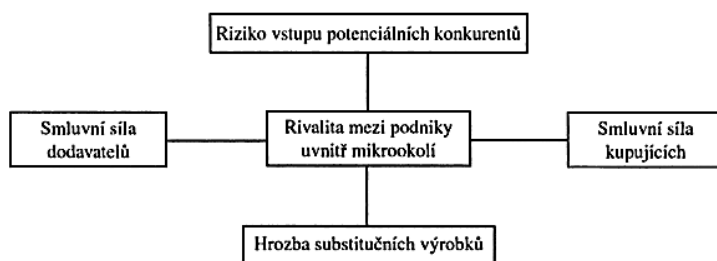 Riziko vstupu potenciálních konkurentů
Smluvní síla
dodavatelů
Rivalita mezi podniky
uvnitř mikrookolí
Smluvní síla
kupujících
Hrozba substitučních výrobků